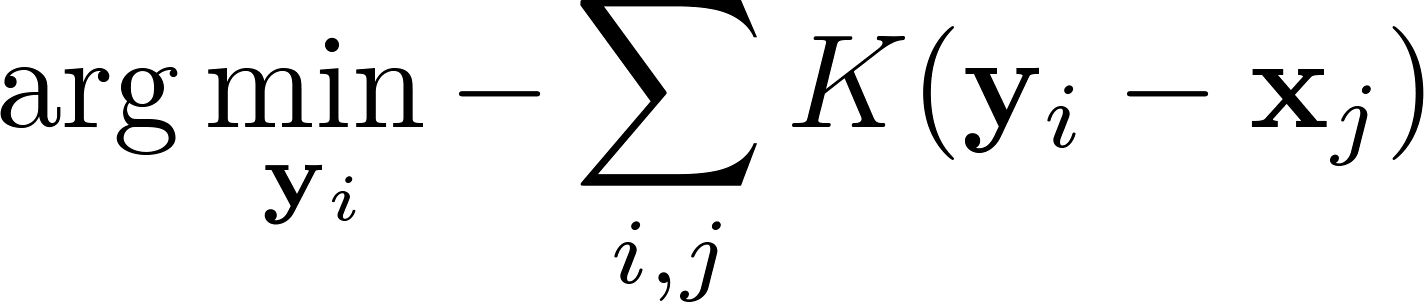 arg min_{𝐲_i} − ∑_{i,j} K(𝐲_i − 𝐱_j)